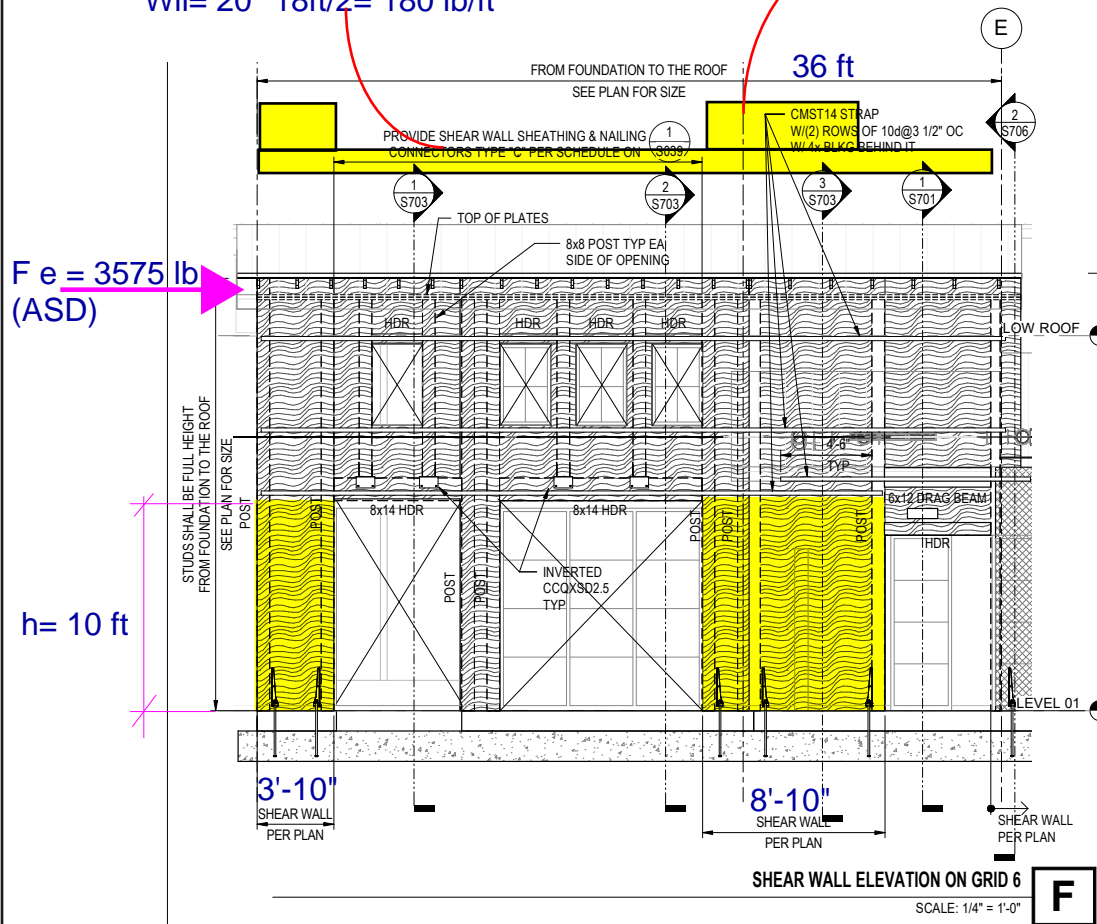 Wll= 20* 18ft/2= 180 lb/ft
E
FROM FOUNDATION TO THE ROOF
SEE PLAN FOR SIZE
36 ft
CMST14 STRAP
W/(2) ROWS OF 10d@3 1/2" OC
W/ 4x BLKG BEHIND IT
2
S706
PROVIDE SHEAR WALL SHEATHING & NAILING
CONNECTORS TYPE "C" PER SCHEDULE ON
1
S039
1
S703
2
S703
3
S703
1
S701
TOP OF PLATES
8x8 POST TYP EA
SIDE OF OPENING
F e = 3575 lb
(ASD)
HDR
HDR
HDR
HDR
LOW ROOF
4'-6"
TYP
STUDS SHALL BE FULL HEIGHT
FROM FOUNDATION TO THE ROOF
SEE PLAN FOR SIZE
POST
POST
8x14 HDR
POST
POST
POST
8x14 HDR
POST
POST
POST
6x12 DRAG BEAM
HDR
INVERTED
CCQXSD2.5
TYP
h= 10 ft
LEVEL 01
3'-10"
SHEAR WALL
PER PLAN
8'-10"
SHEAR WALL
PER PLAN
SHEAR WALL
PER PLAN
SHEAR WALL ELEVATION ON GRID 6
SCALE: 1/4" = 1'-0"
F